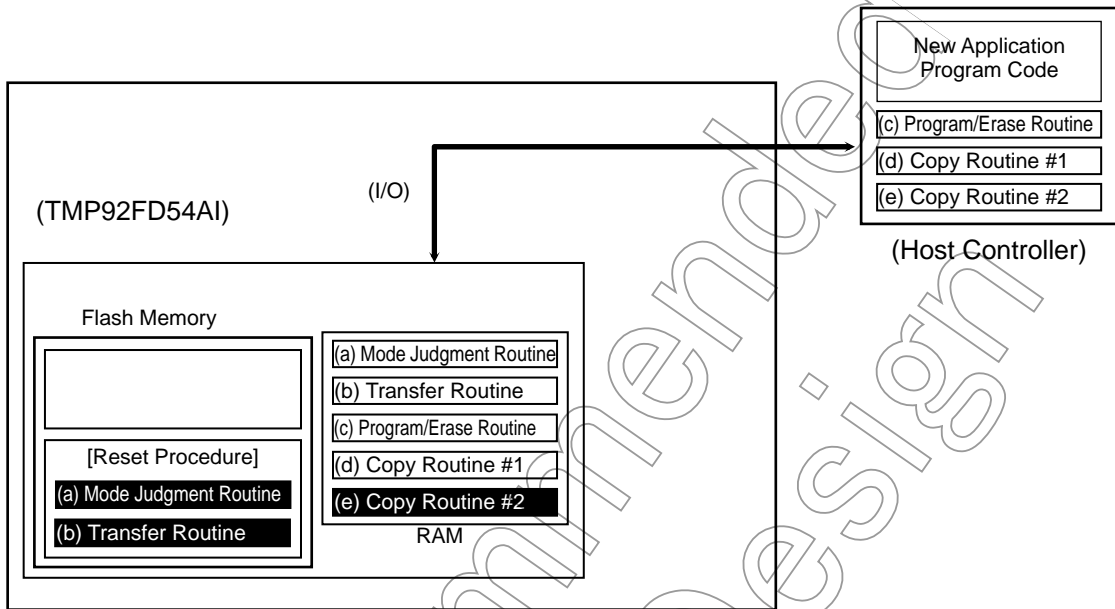 New Application
Program Code
(c) Program/Erase Routine
(d) Copy Routine #1
(e) Copy Routine #2
(Host Controller)
(I/O)
(TMP92FD54AI)
Flash Memory
[Reset Procedure]
(a) Mode Judgment Routine
(b) Transfer Routine
(a) Mode Judgment Routine
(b) Transfer Routine
(c) Program/Erase Routine
(d) Copy Routine #1
(e) Copy Routine #2
RAM